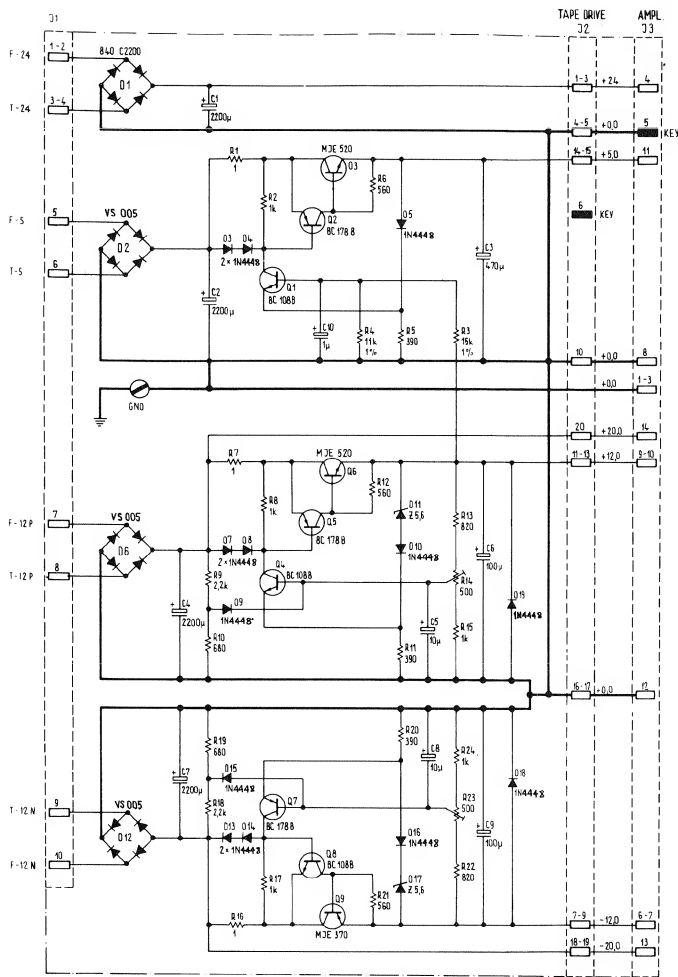 J1
TAPE DRIVE AMPL.
J2 J3
F-24 1-2 B40 C2200
D1
1-3 +24 4
T-24 3-4
+ C1
2200µ
4-5 +0,0 5 KEY
R1
1
MJE 520
Q3
14-15 +5,0 11
R2
1k
R6
560
Q2
BC 178B
D5
1N4448
6 KEY
F-5 5 VS 005
D2
D3 D4
2× 1N4448
+ C3
470µ
T-5 6
Q1
BC 108B
+ C2
2200µ
+ C10
1µ
R4
11k
1%
R5
390
R3
15k
1%
10 +0,0 8
+0,0 1-3
GND
20 +20,0 14
R7
1
MJE 520
Q6
11-13 +12,0 9-10
R8
1k
R12
560
D11
Z 5,6
Q5
BC 178B
R13
820
F-12 P 7 VS 005
D6
D7 D8
2×1N4448
D10
1N4448
+ C6
100µ
T-12 P 8
Q4
BC 108B
R9
2,2k
R14
500
D9
1N4448
D19
1N4448
+ C4
2200µ
+ C5
10µ
R15
1k
R10
680
R11
390
16-17 +0,0 12
R19
680
R20
390
+ C8
10µ
R24
1k
D15
1N4448
D18
1N4448
+ C7
2200µ
Q7
BC 178B
R23
500
R18
2,2k
T-12 N 9 VS 005
D12
D13 D14
2× 1N4448
D16
1N4448
+ C9
100µ
F-12 N 10
Q8
BC 108B
R22
820
R17
1k
R21
560
D17
Z 5,6
Q9
R16
1
MJE 370
7-9 -12,0 6-7
18-19 -20,0 13